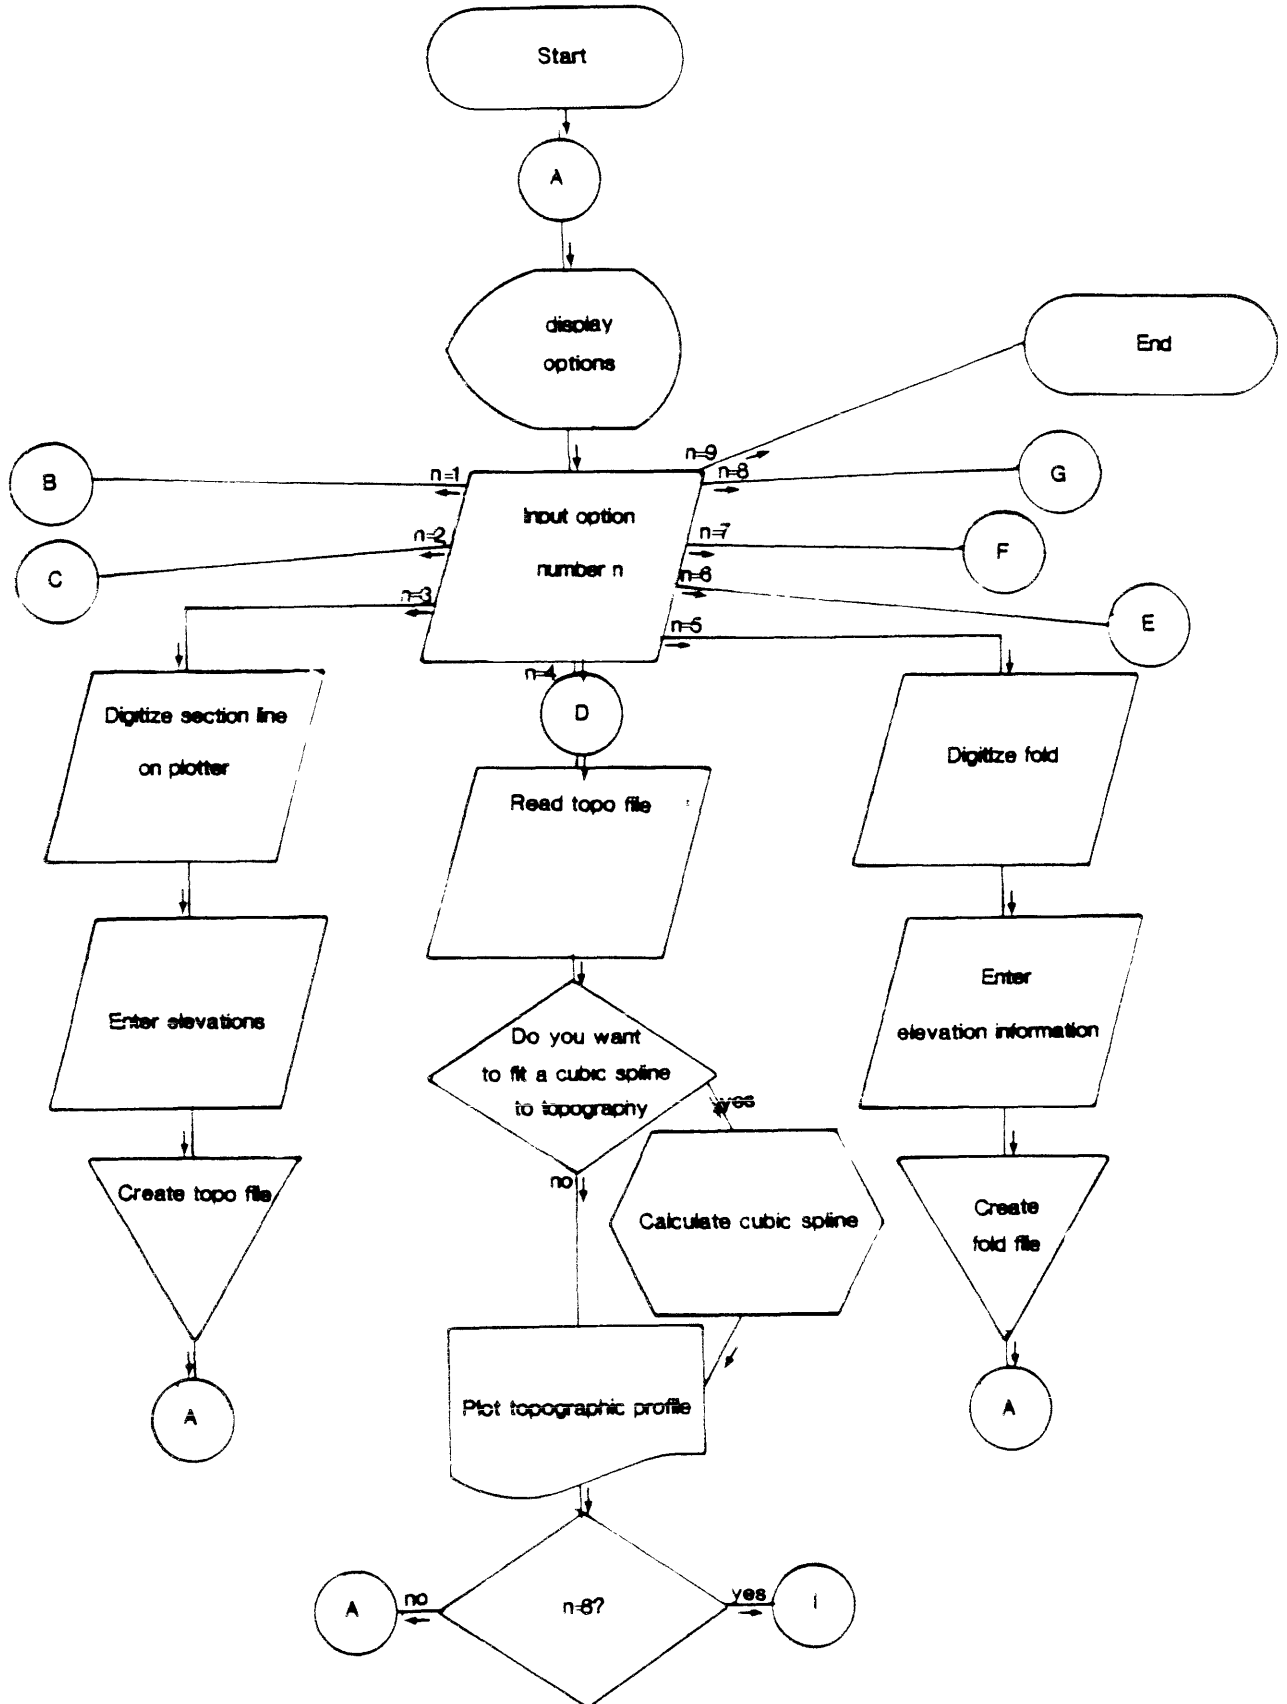 Start
A
display
options
End
n=9
n=1
n=8
B
G
Input option
n=2
n=7
F
number n
C
n=6
n=3
E
n=5
n=4
D
Digitize section line
on plotter
Read topo file
Digitize fold
Enter elevations
Do you want
to fit a cubic spline
to topography
yes
no
Enter
elevation information
Create topo file
Calculate cubic spline
Create
fold file
A
Plot topographic profile
A
A
no
yes
I